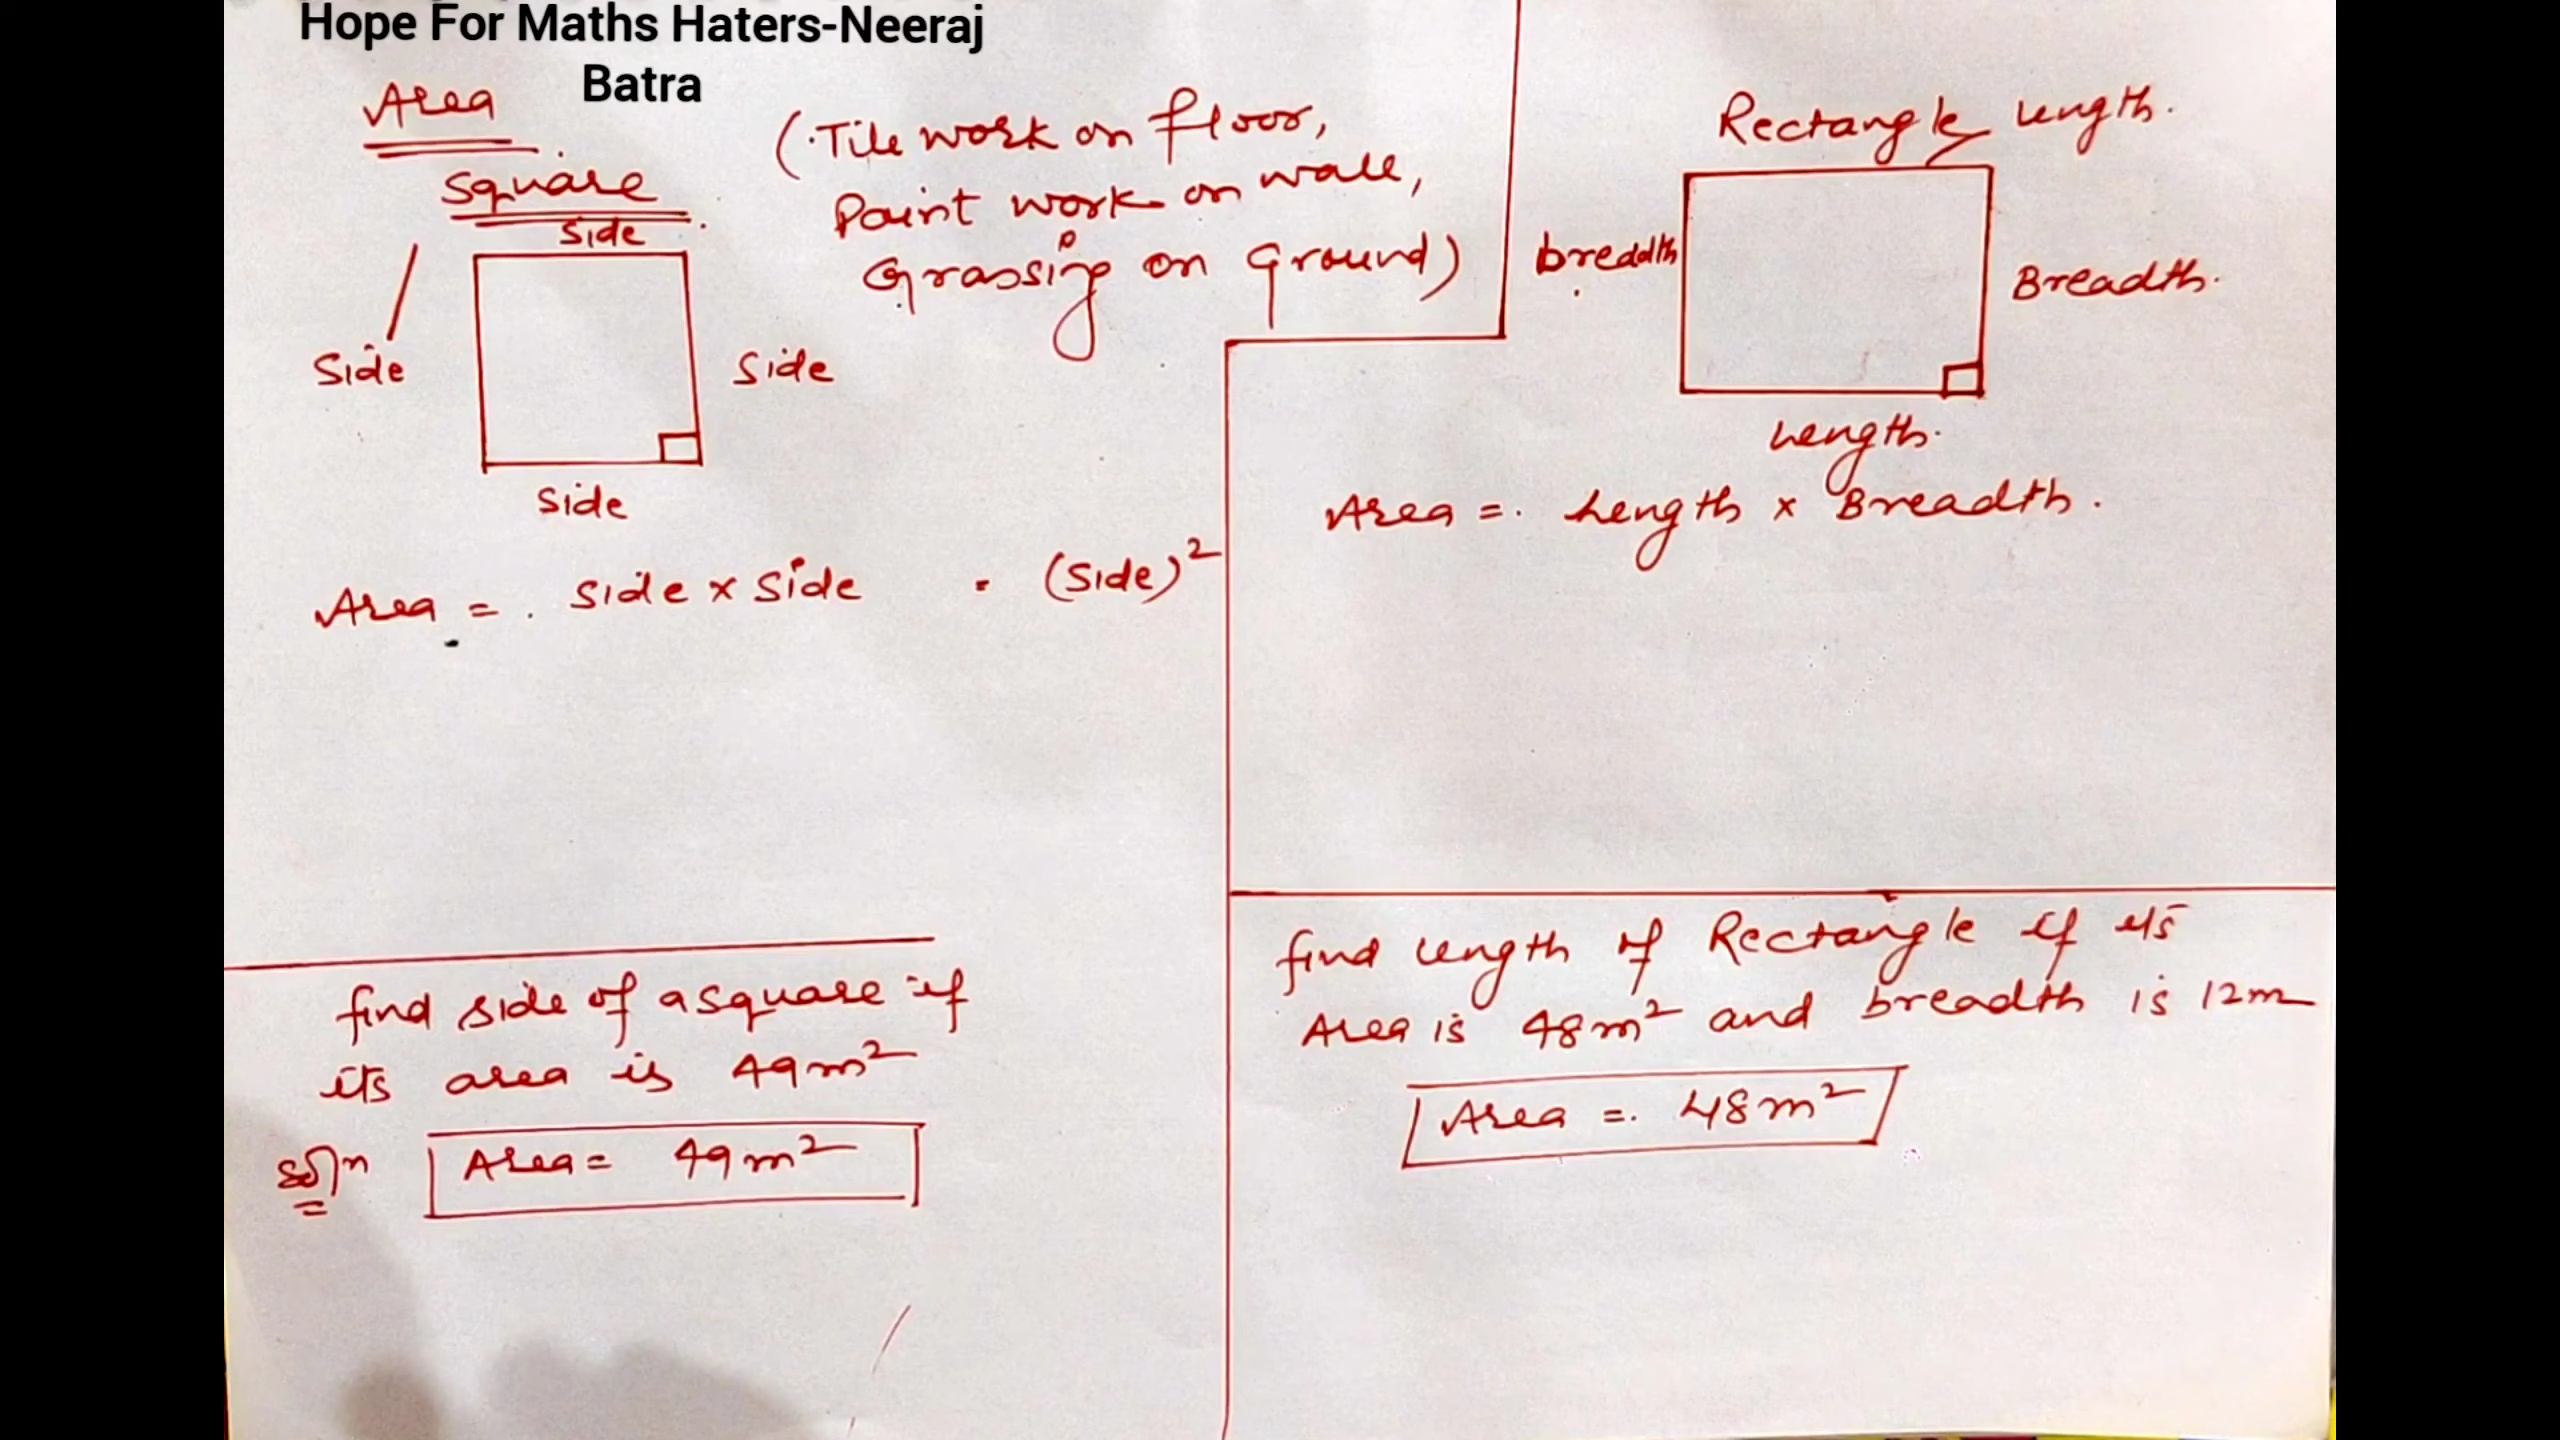 Hope For Maths Haters-Neeraj
Batra
Area
Square
(Tile work on floor,
Paint work on wall,
Grassing on Ground)
Side
Side
Side
Side
Area = Side x Side = (Side)²
Rectangle
length
breadth
Breadth
Length
Area = Length x Breadth
find side of a square if
its area is 49m²
Sol^n
Area = 49m²
find length of Rectangle if its
Area is 48m² and breadth is 12m
Area = 48m²